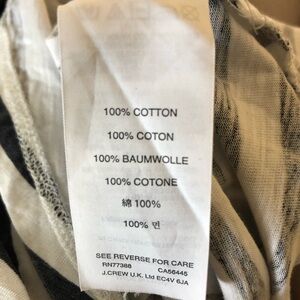 100% COTTON
100% COTON
100% BAUMWOLLE
100% COTONE
綿 100%
100% 면
SEE REVERSE FOR CARE
RN77388 CA56445
J.CREW U.K. Ltd EC4V 6JA